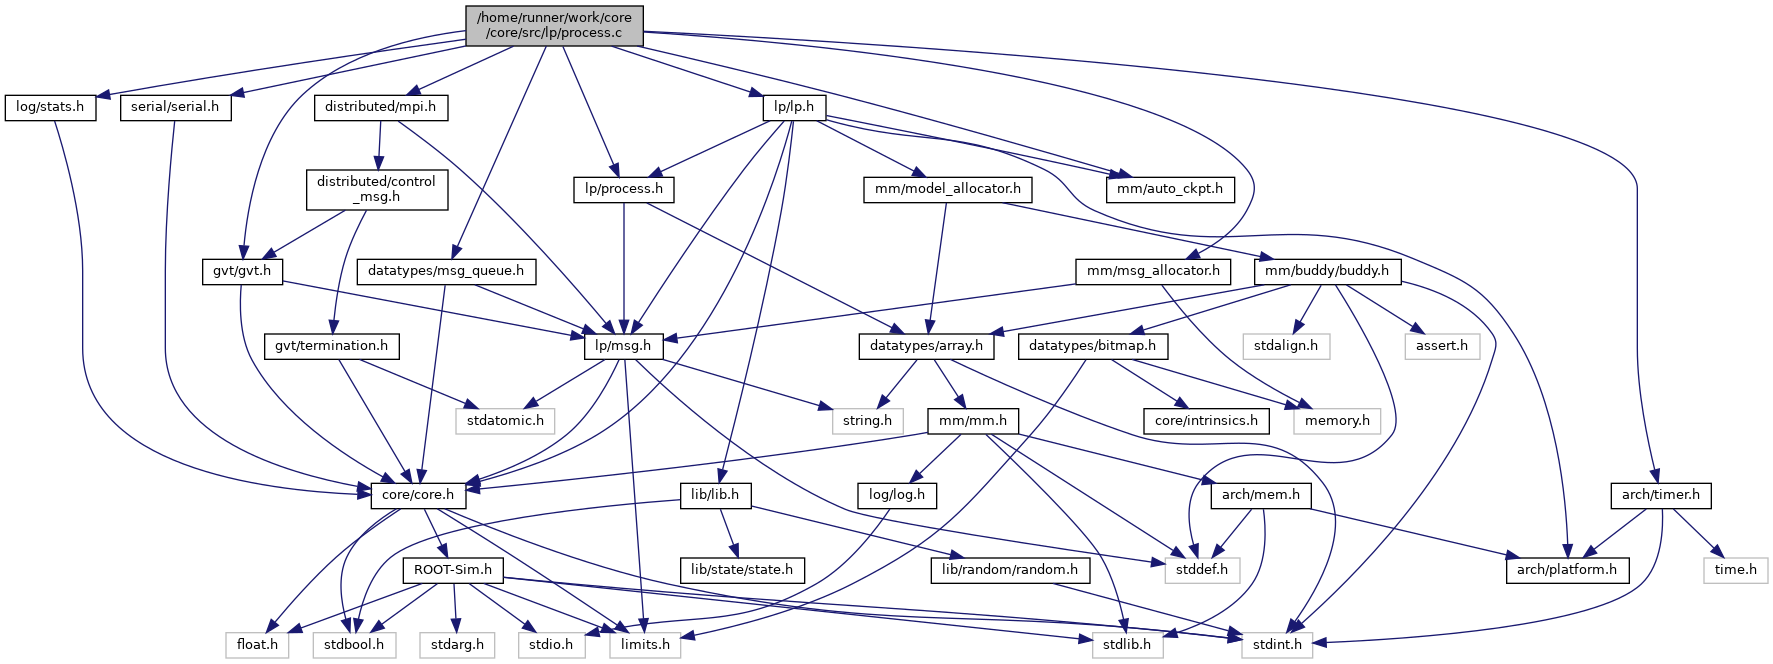 /home/runner/work/core
/core/src/lp/process.c
log/stats.h
serial/serial.h
distributed/mpi.h
lp/lp.h
distributed/control
_msg.h
lp/process.h
mm/model_allocator.h
mm/auto_ckpt.h
gvt/gvt.h
datatypes/msg_queue.h
mm/msg_allocator.h
mm/buddy/buddy.h
gvt/termination.h
lp/msg.h
datatypes/array.h
datatypes/bitmap.h
stdalign.h
assert.h
stdatomic.h
string.h
mm/mm.h
core/intrinsics.h
memory.h
core/core.h
lib/lib.h
log/log.h
arch/mem.h
arch/timer.h
ROOT-Sim.h
lib/state/state.h
lib/random/random.h
stddef.h
arch/platform.h
time.h
float.h
stdbool.h
stdarg.h
stdio.h
limits.h
stdlib.h
stdint.h